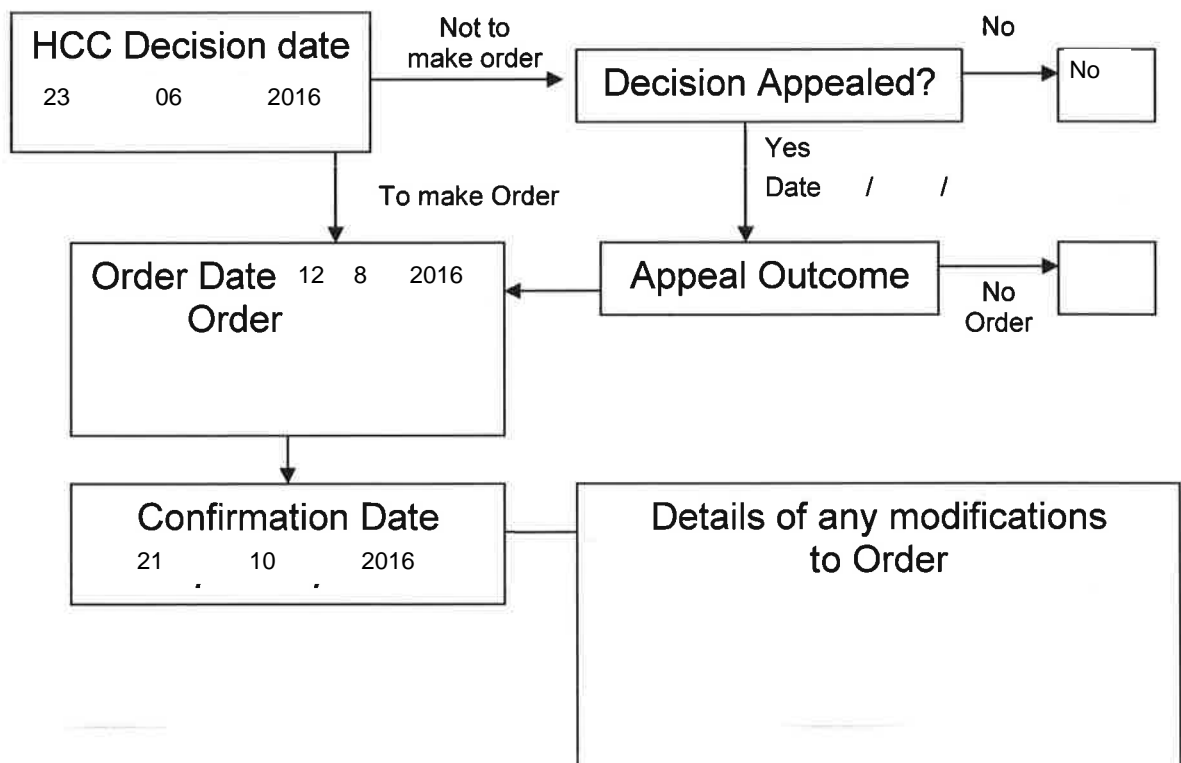 HCC Decision date
23 06 2016
Not to
make order
Decision Appealed?
No
No
Yes
Date / /
To make Order
Order Date 12 8 2016
Order
Appeal Outcome
No
Order
Confirmation Date
21 / 10 / 2016
Details of any modifications
to Order